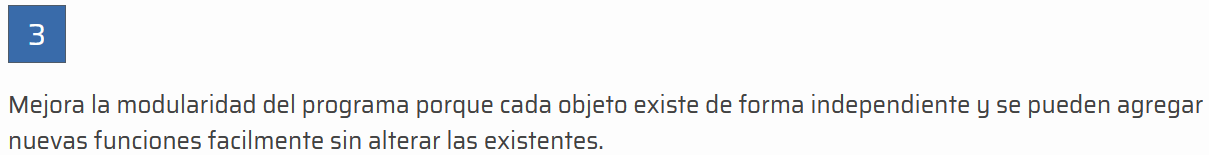 3
Mejora la modularidad del programa porque cada objeto existe de forma independiente y se pueden agregar
nuevas funciones facilmente sin alterar las existentes.